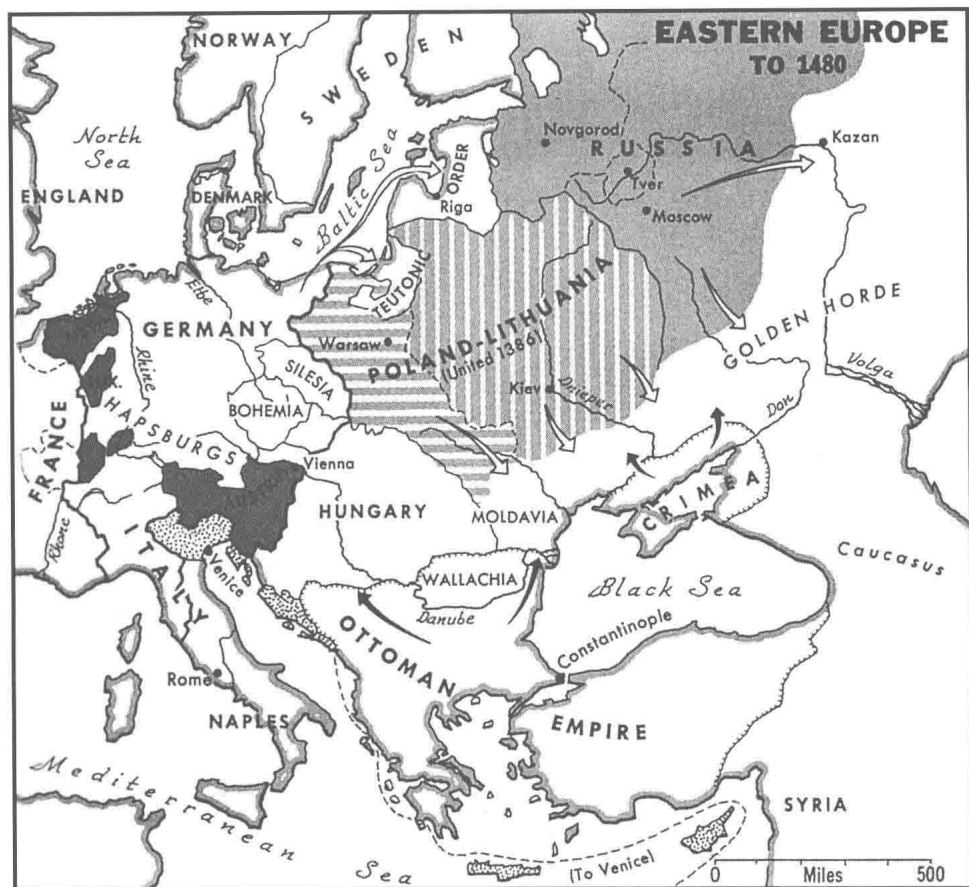 EASTERN EUROPE
TO 1480
NORWAY
SWEDEN
North
Sea
Baltic Sea
Novgorod
RUSSIA
Kazan
Tver
ORDER
ENGLAND
DENMARK
Riga
Moscow
TEUTONIC
Elbe
GERMANY
POLAND-LITHUANIA
(United 1386)
GOLDEN HORDE
Warsaw
Rhine
SILESIA
Kiev
Dnieper
Volga
LUX.
BOHEMIA
Don
HAPSBURGS
FRANCE
Vienna
AUSTRIA
HUNGARY
MOLDAVIA
CRIMEA
Rhone
ITALY
Venice
WALLACHIA
Caucasus
Danube
Black Sea
OTTOMAN
Constantinople
Rome
NAPLES
EMPIRE
Mediterranean
Sea
SYRIA
(To Venice)
0 Miles 500